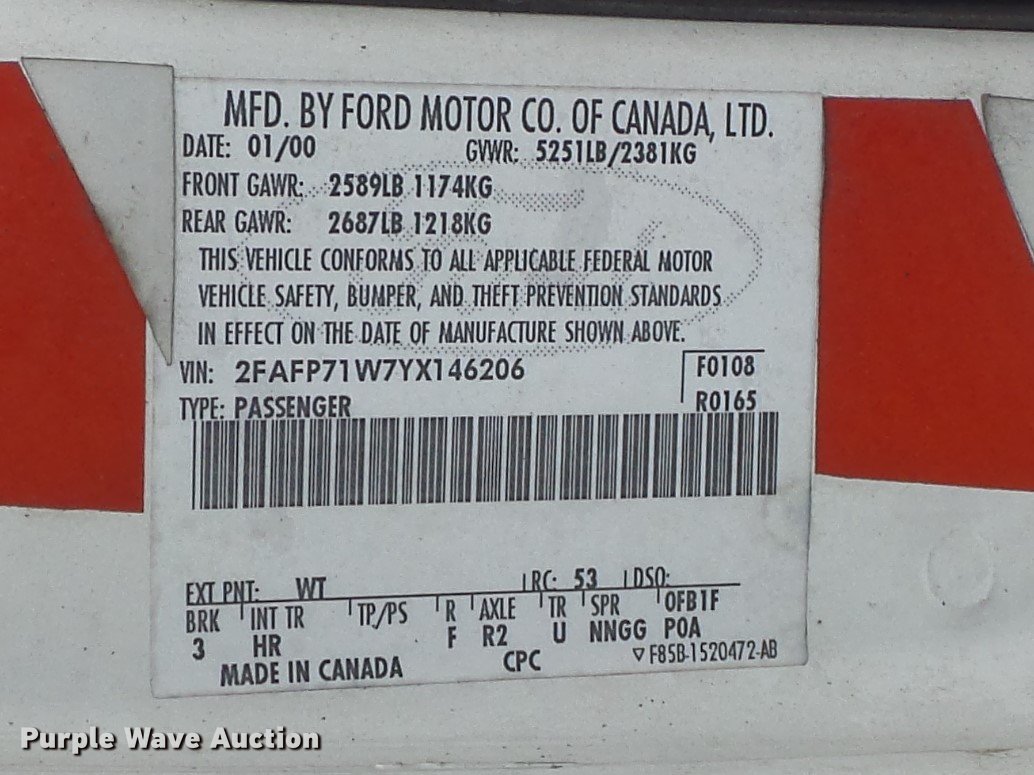 MFD. BY FORD MOTOR CO. OF CANADA, LTD.
DATE: 01/00 GVWR: 5251LB/2381KG
FRONT GAWR: 2589LB 1174KG
REAR GAWR: 2687LB 1218KG
THIS VEHICLE CONFORMS TO ALL APPLICABLE FEDERAL MOTOR
VEHICLE SAFETY, BUMPER, AND THEFT PREVENTION STANDARDS
IN EFFECT ON THE DATE OF MANUFACTURE SHOWN ABOVE.
VIN: 2FAFP71W7YX146206 F0108
TYPE: PASSENGER R0165
EXT PNT: WT RC: 53 DSO:
BRK INT TR TP/PS R AXLE TR SPR OFB1F
3 HR F R2 U NNGG POA
MADE IN CANADA CPC ▽F85B-1520472-AB
Purple Wave Auction